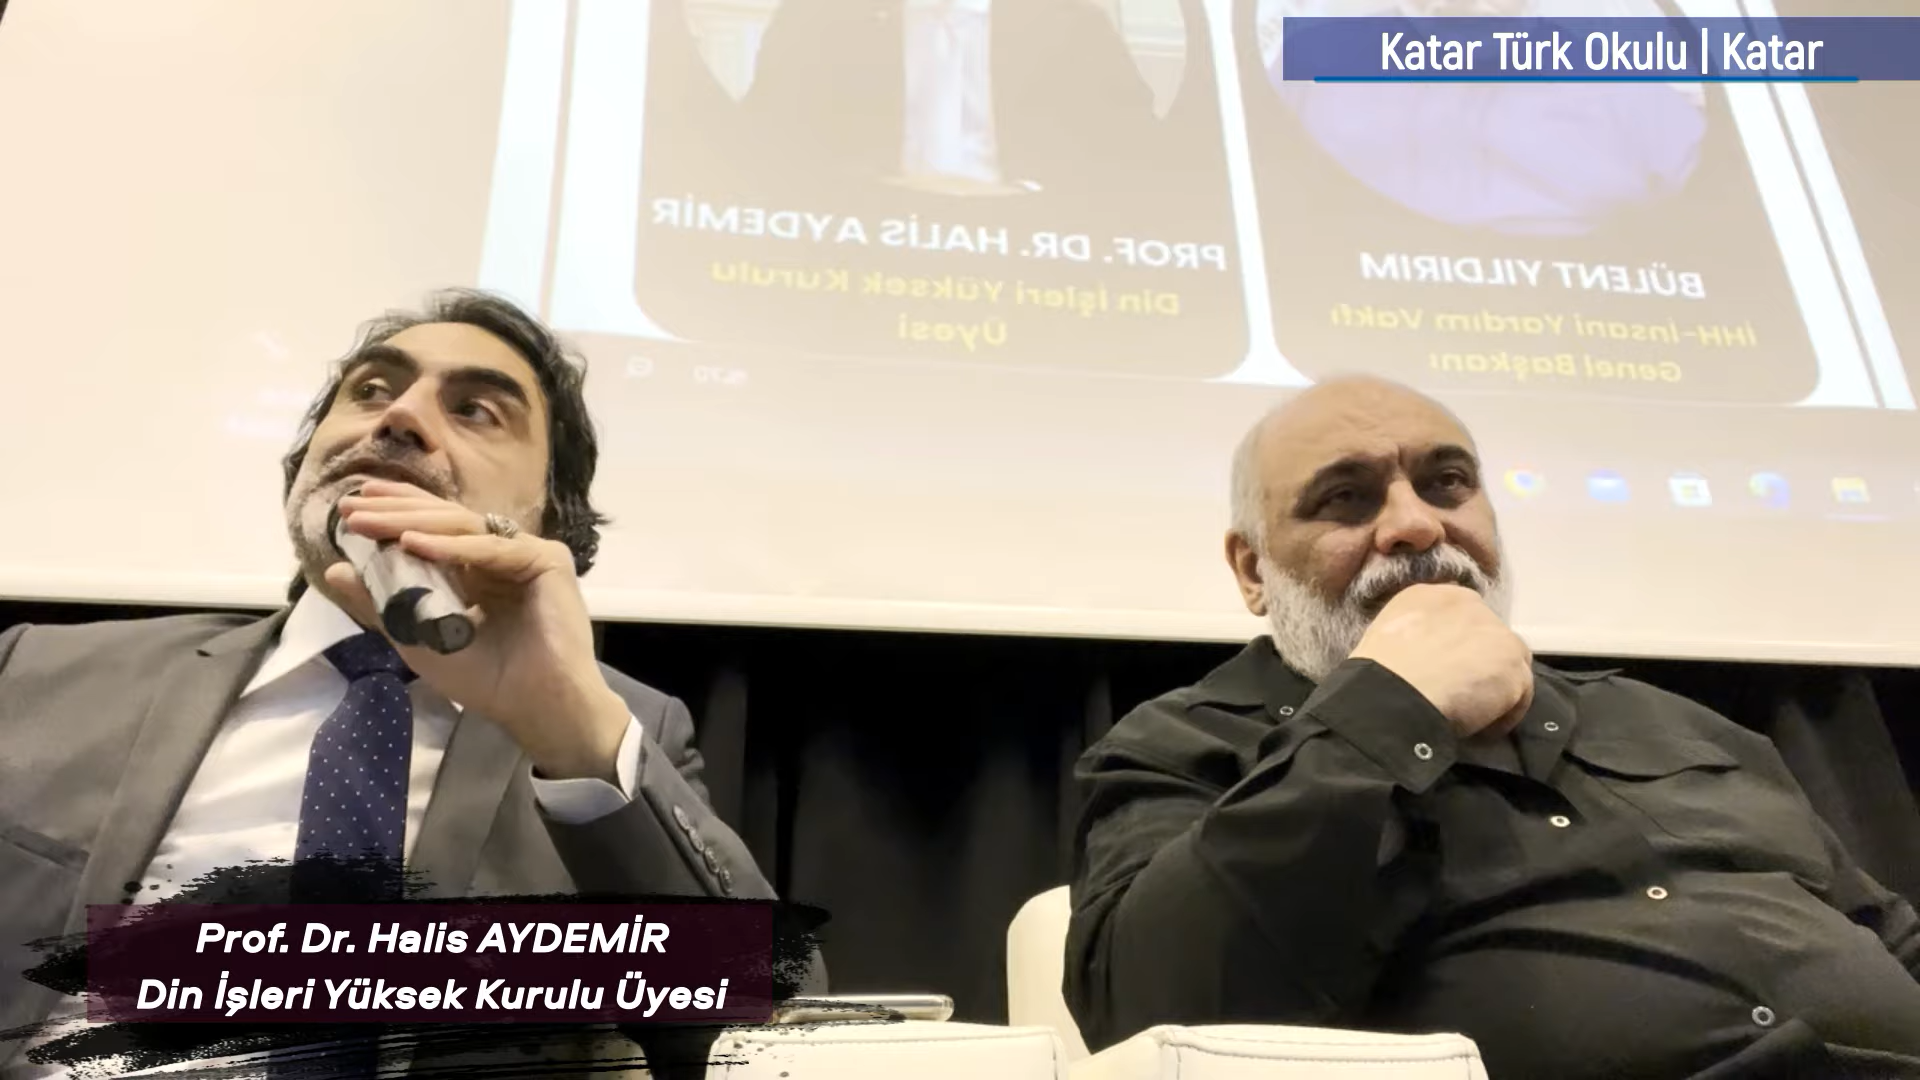 Katar Türk Okulu | Katar
PROF. DR. HALİS AYDEMİR
Din İşleri Yüksek Kurulu
Üyesi
BÜLENT YILDIRIM
İHH-İnsani Yardım Vakfı
Genel Başkanı
%70
Prof. Dr. Halis AYDEMİR
Din İşleri Yüksek Kurulu Üyesi